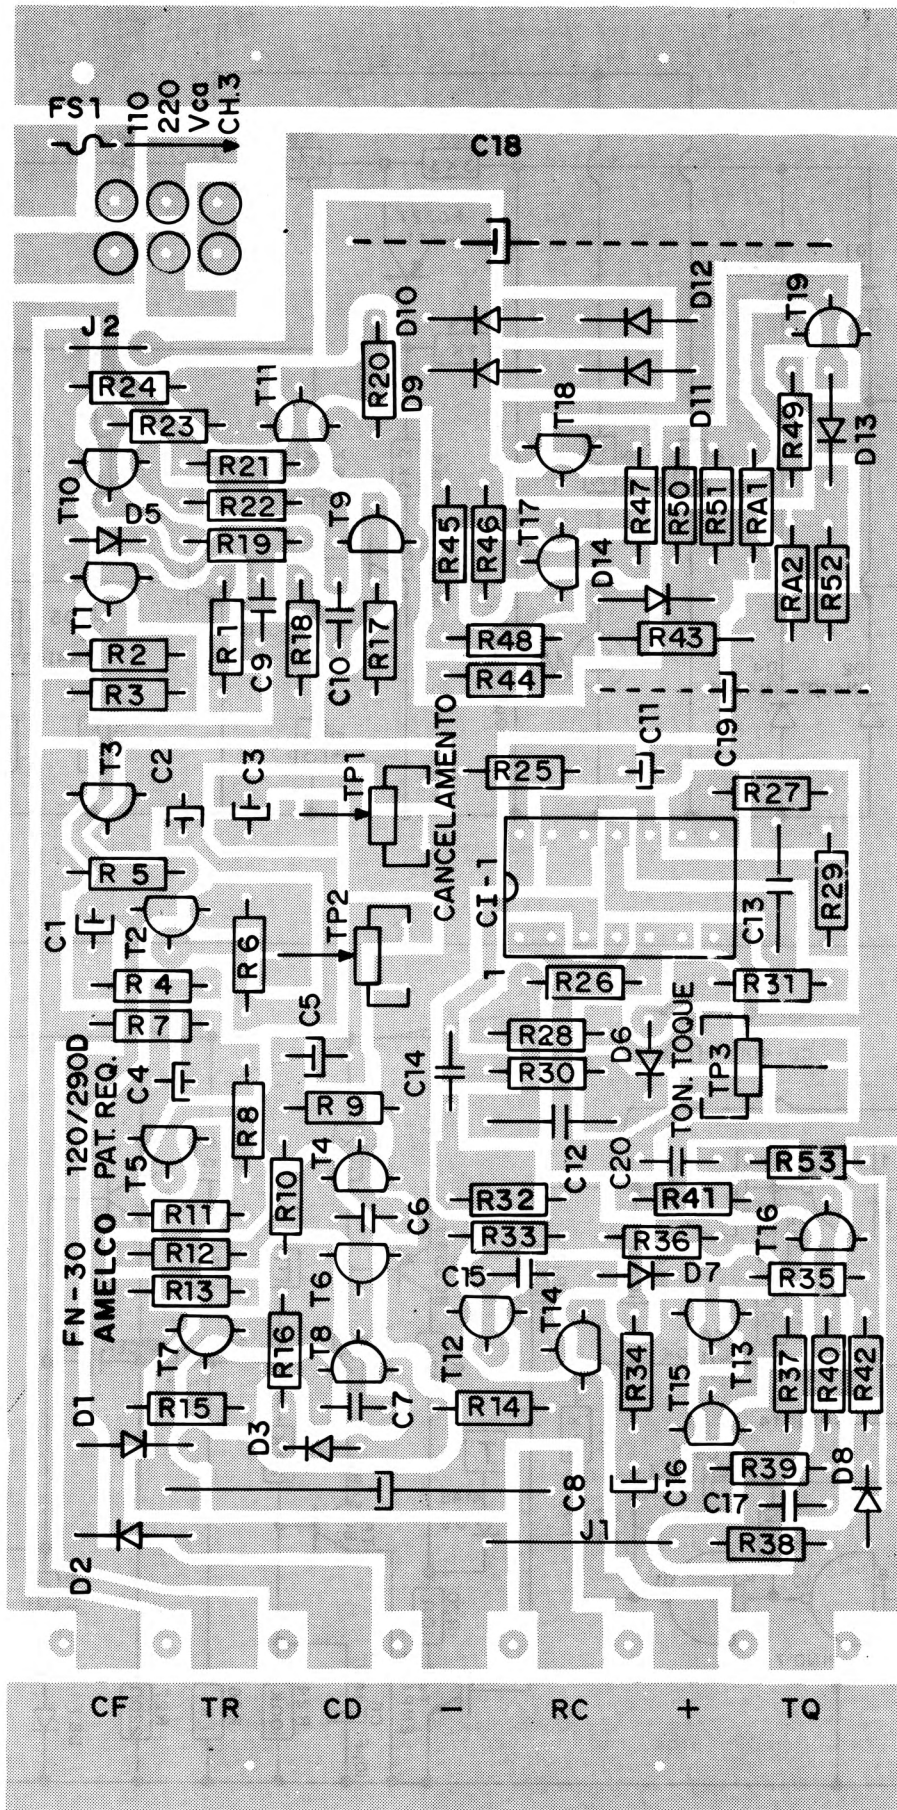 FS1
110
220
Vca
CH.3
C18
J2
R24
R23
T11
R20
D10
D9
D12
D11
T19
T10
R21
R22
R19
D5
T9
T1
R45
R46
T17
T18
D14
R47
R50
R51
RA1
R49
D13
RA2
R52
R2
R3
R1
C9
R18
C10
R17
R48
R44
R43
T3
C2
C3
TP1
CANCELAMENTO
R25
C11
C19
R27
R5
C1
T2
R6
TP2
CI-1
1
C13
R29
R4
R7
C5
R26
R31
FN-30 120/290D
AMELCO PAT. REQ.
C4
C14
R28
R30
D6
TON. TOQUE
TP3
T5
R8
R9
C12
C20
R53
R10
T4
C6
R32
R33
R41
R36
T16
R11
R12
R13
T6
C15
D7
R35
T7
R16
T8
T12
T14
R34
T15
T13
R37
R40
R42
D1
R15
D3
C7
R14
C8
C16
R39
C17
D8
D2
J1
R38
CF TR CD − RC + TQ